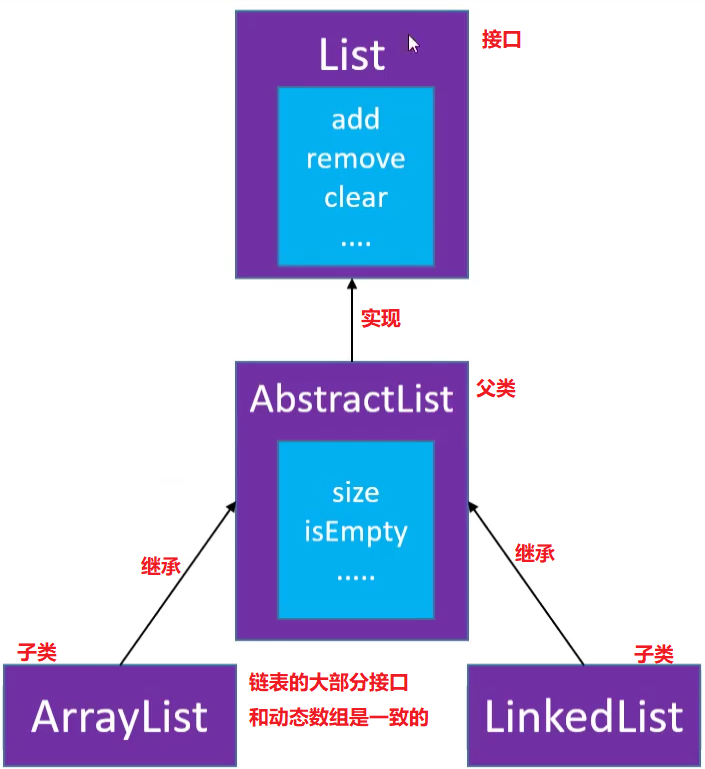 List
接口
add
remove
clear
....
实现
AbstractList
父类
size
isEmpty
.....
继承
继承
子类
子类
ArrayList
链表的大部分接口
和动态数组是一致的
LinkedList